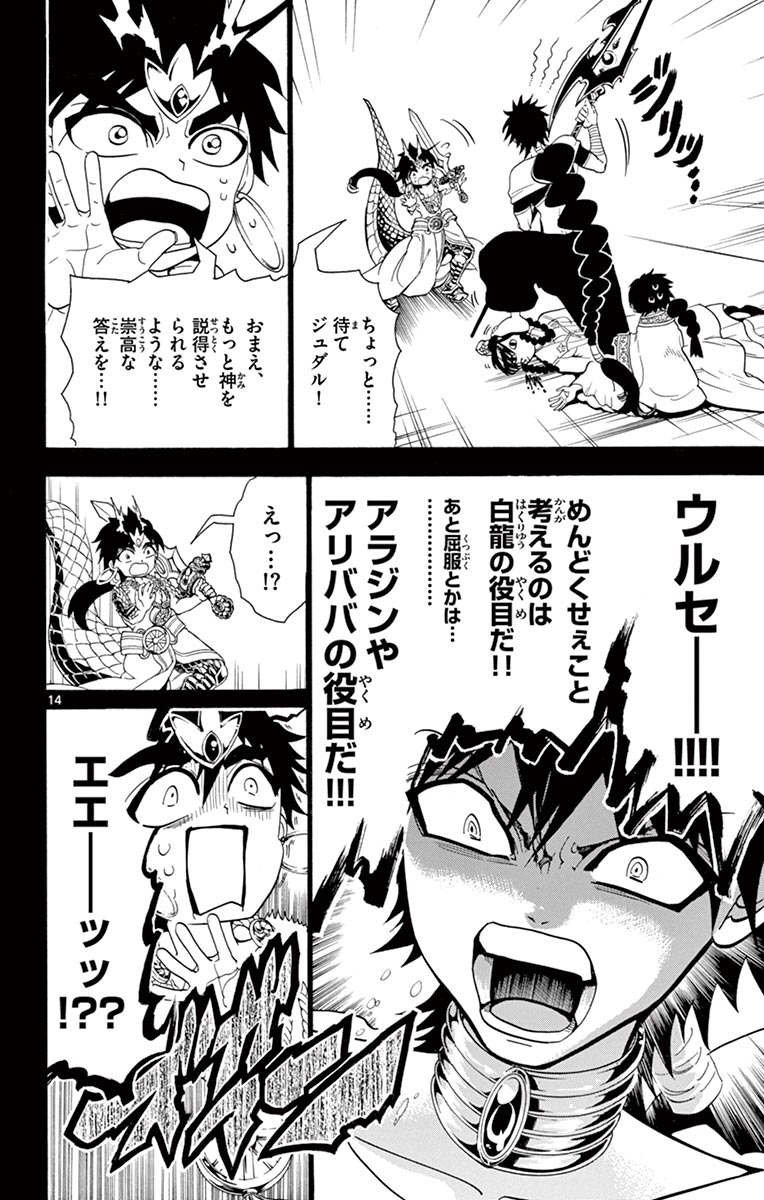 ちょっと……
待て
ジュダル！
おまえ、
もっと神を
説得させ
られる
ような……
崇高な
答えを…!!
ウルセ――!!!!
めんどくせぇこと
考えるのは
白龍の役目だ!!
あと屈服とかは…
…………………
アラジンや
アリババの役目だ!!!
えっ…!?
14
エエ―ッッ
!??